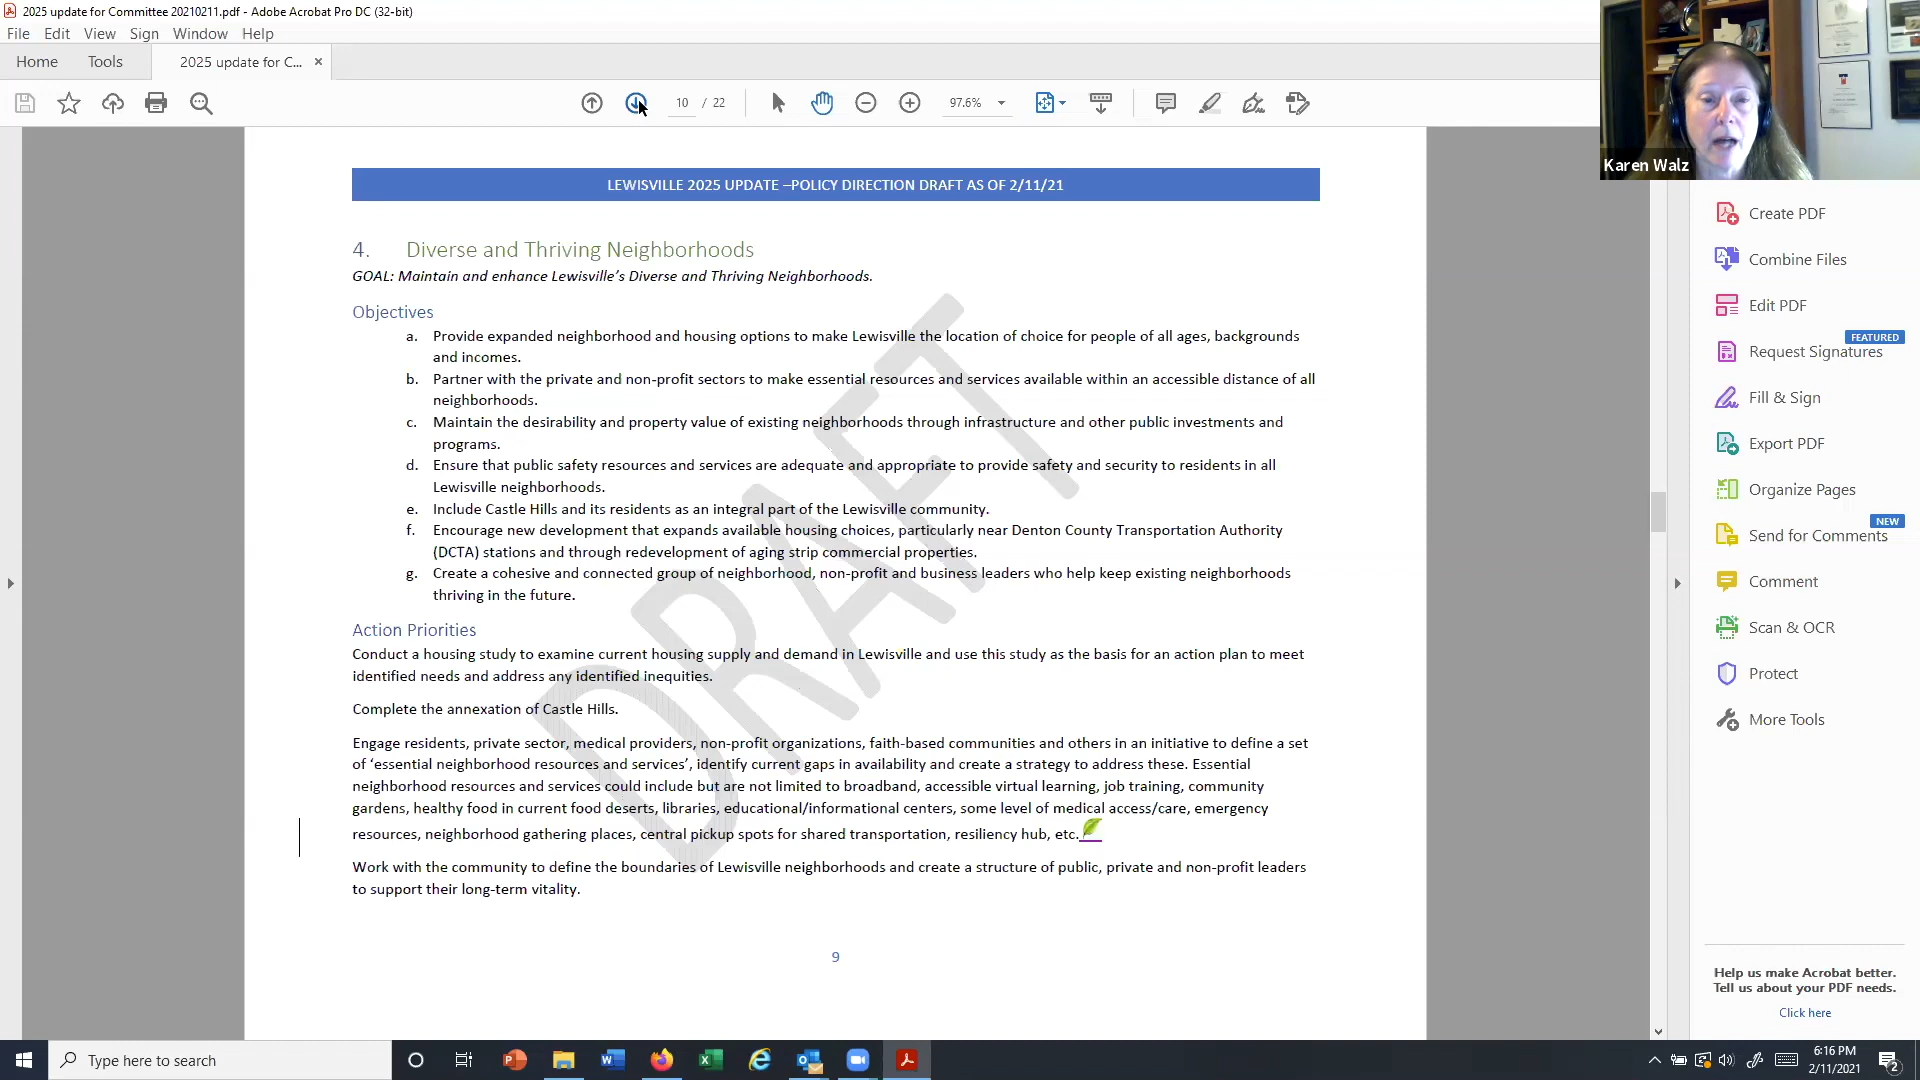 2025 update for Committee 20210211.pdf - Adobe Acrobat Pro DC (32-bit)
File Edit View Sign Window Help
Home Tools 2025 update for C... ×
10 / 22 97.6%
Karen Walz
LEWISVILLE 2025 UPDATE –POLICY DIRECTION DRAFT AS OF 2/11/21
4. Diverse and Thriving Neighborhoods
GOAL: Maintain and enhance Lewisville’s Diverse and Thriving Neighborhoods.
Objectives
a. Provide expanded neighborhood and housing options to make Lewisville the location of choice for people of all ages, backgrounds
and incomes.
b. Partner with the private and non-profit sectors to make essential resources and services available within an accessible distance of all
neighborhoods.
c. Maintain the desirability and property value of existing neighborhoods through infrastructure and other public investments and
programs.
d. Ensure that public safety resources and services are adequate and appropriate to provide safety and security to residents in all
Lewisville neighborhoods.
e. Include Castle Hills and its residents as an integral part of the Lewisville community.
f. Encourage new development that expands available housing choices, particularly near Denton County Transportation Authority
(DCTA) stations and through redevelopment of aging strip commercial properties.
g. Create a cohesive and connected group of neighborhood, non-profit and business leaders who help keep existing neighborhoods
thriving in the future.
Action Priorities
Conduct a housing study to examine current housing supply and demand in Lewisville and use this study as the basis for an action plan to meet
identified needs and address any identified inequities.
Complete the annexation of Castle Hills.
Engage residents, private sector, medical providers, non-profit organizations, faith-based communities and others in an initiative to define a set
of ‘essential neighborhood resources and services’, identify current gaps in availability and create a strategy to address these. Essential
neighborhood resources and services could include but are not limited to broadband, accessible virtual learning, job training, community
gardens, healthy food in current food deserts, libraries, educational/informational centers, some level of medical access/care, emergency
resources, neighborhood gathering places, central pickup spots for shared transportation, resiliency hub, etc.
Work with the community to define the boundaries of Lewisville neighborhoods and create a structure of public, private and non-profit leaders
to support their long-term vitality.
9
DRAFT
Create PDF
Combine Files
Edit PDF
FEATURED
Request Signatures
Fill & Sign
Export PDF
Organize Pages
NEW
Send for Comments
Comment
Scan & OCR
Protect
More Tools
Help us make Acrobat better.
Tell us about your PDF needs.
Click here
Type here to search
6:16 PM
2/11/2021
2